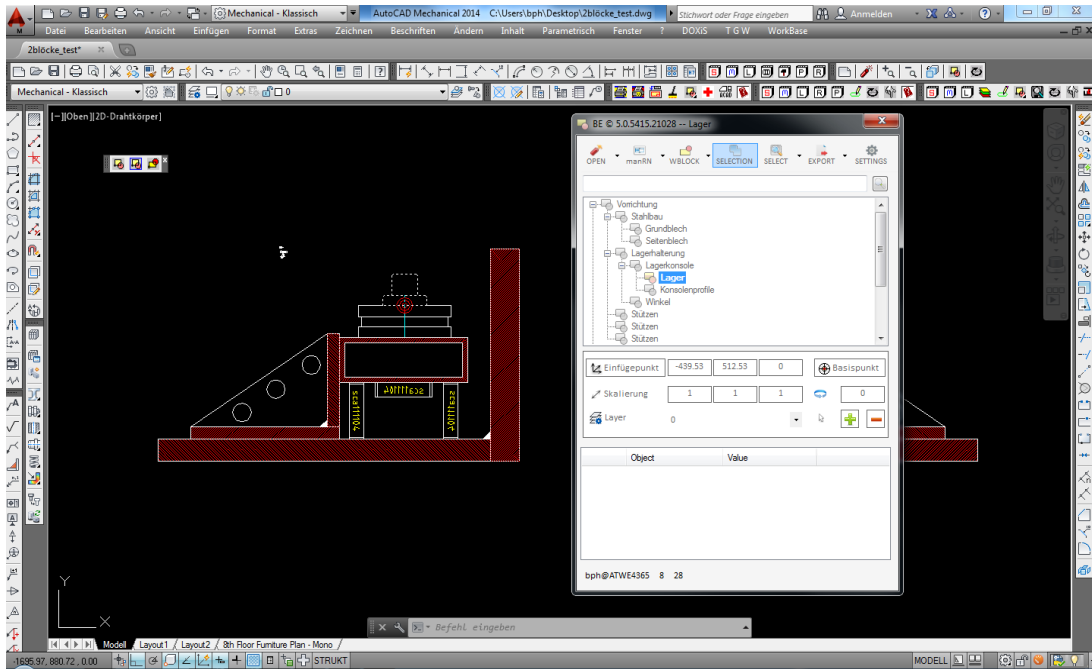 Mechanical - Klassisch
AutoCAD Mechanical 2014 C:\Users\bph\Desktop\2blöcke_test.dwg
Stichwort oder Frage eingeben
Anmelden
Datei Bearbeiten Ansicht Einfügen Format Extras Zeichnen Beschriften Ändern Inhalt Parametrisch Fenster ? DOXiS T G W WorkBase
2blöcke_test*
Mechanical - Klassisch
0
[–][Oben][2D-Drahtkörper]
BE © 5.0.5415.21028 -- Lager
OPEN manRN WBLOCK SELECTION SELECT EXPORT SETTINGS
Vorrichtung
Stahlbau
Grundblech
Seitenblech
Lagerhalterung
Lagerkonsole
Lager
Konsolenprofile
Winkel
Stützen
Stützen
Stützen
Einfügepunkt -439.53 512.53 0 Basispunkt
Skalierung 1 1 1 0
Layer 0
Object Value
bph@ATWE4365 8 28
sca111104
sca111104
sca111104
Y
X
Befehl eingeben
Modell Layout1 Layout2 8th Floor Furniture Plan - Mono
-1695.97, 880.72, 0.00 STRUKT MODELL